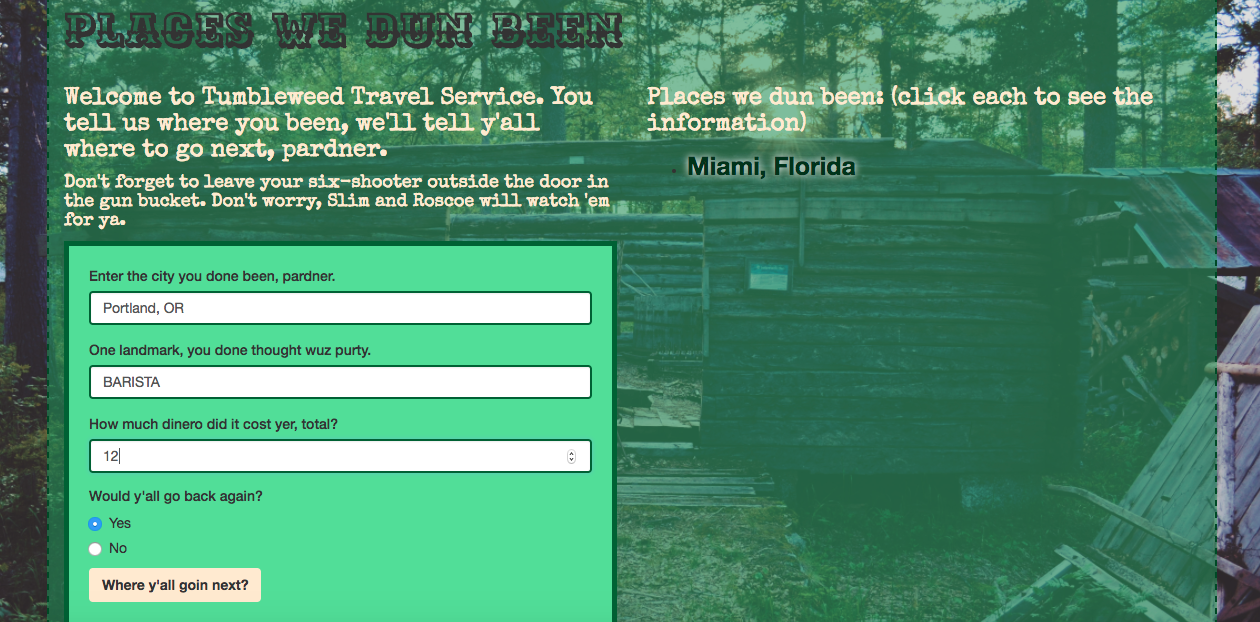 PLACES WE DUN BEEN
Welcome to Tumbleweed Travel Service. You
tell us where you been, we'll tell y'all
where to go next, pardner.
Don't forget to leave your six-shooter outside the door in
the gun bucket. Don't worry, Slim and Roscoe will watch 'em
for ya.
Enter the city you done been, pardner.
Portland, OR
One landmark, you done thought wuz purty.
BARISTA
How much dinero did it cost yer, total?
12
Would y'all go back again?
Yes
No
Where y'all goin next?
Places we dun been: (click each to see the
information)
Miami, Florida